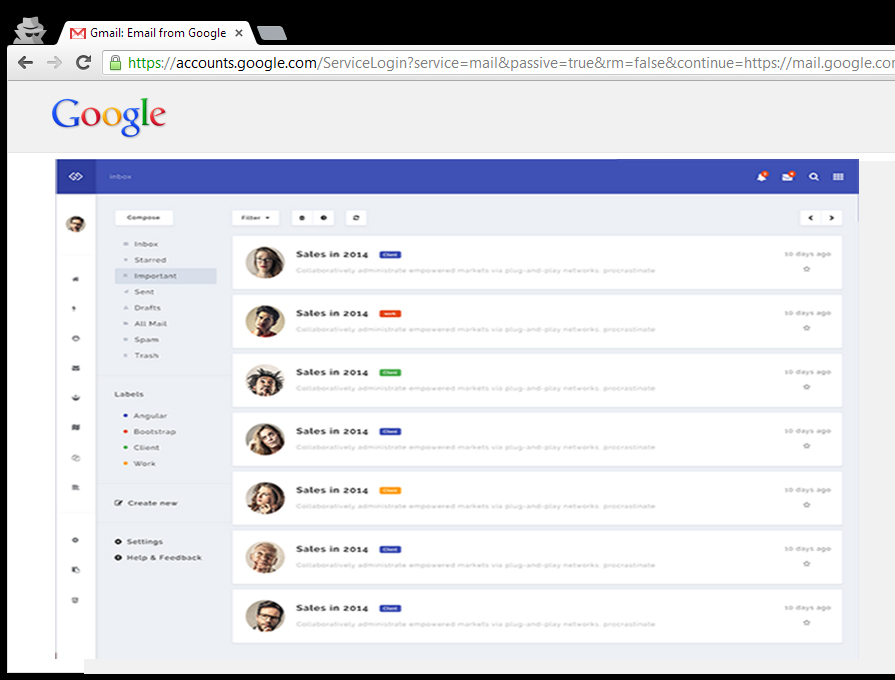 Gmail: Email from Google
https://accounts.google.com/ServiceLogin?service=mail&passive=true&rm=false&continue=https://mail.google.com
Google
inbox
Compose
Filter
Inbox
Starred
Important
Sent
Drafts
All Mail
Spam
Trash
Labels
Angular
Bootstrap
Client
Work
Create new
Settings
Help & Feedback
Sales in 2014 Client 10 days ago
Collaboratively administrate empowered markets via plug-and-play networks. procrastinate
Sales in 2014 work 10 days ago
Collaboratively administrate empowered markets via plug-and-play networks. procrastinate
Sales in 2014 Client 10 days ago
Collaboratively administrate empowered markets via plug-and-play networks. procrastinate
Sales in 2014 Client 10 days ago
Collaboratively administrate empowered markets via plug-and-play networks. procrastinate
Sales in 2014 Client 10 days ago
Collaboratively administrate empowered markets via plug-and-play networks. procrastinate
Sales in 2014 Client 10 days ago
Collaboratively administrate empowered markets via plug-and-play networks. procrastinate
Sales in 2014 Client 10 days ago
Collaboratively administrate empowered markets via plug-and-play networks. procrastinate